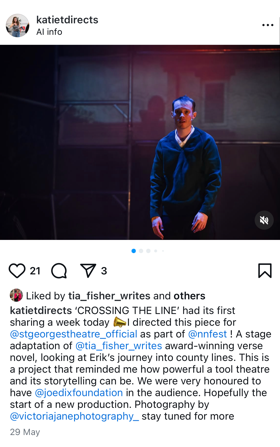 katietdirects
AI info
21
3
Liked by tia_fisher_writes and others
katietdirects ‘CROSSING THE LINE’ had its first
sharing a week today 📣I directed this piece for
@stgeorgestheatre_official as part of @nnfest ! A stage
adaptation of @tia_fisher_writes award-winning verse
novel, looking at Erik’s journey into county lines. This is
a project that reminded me how powerful a tool theatre
and its storytelling can be. We were very honoured to
have @joedixfoundation in the audience. Hopefully the
start of a new production. Photography by
@victoriajanephotography_ stay tuned for more
29 May